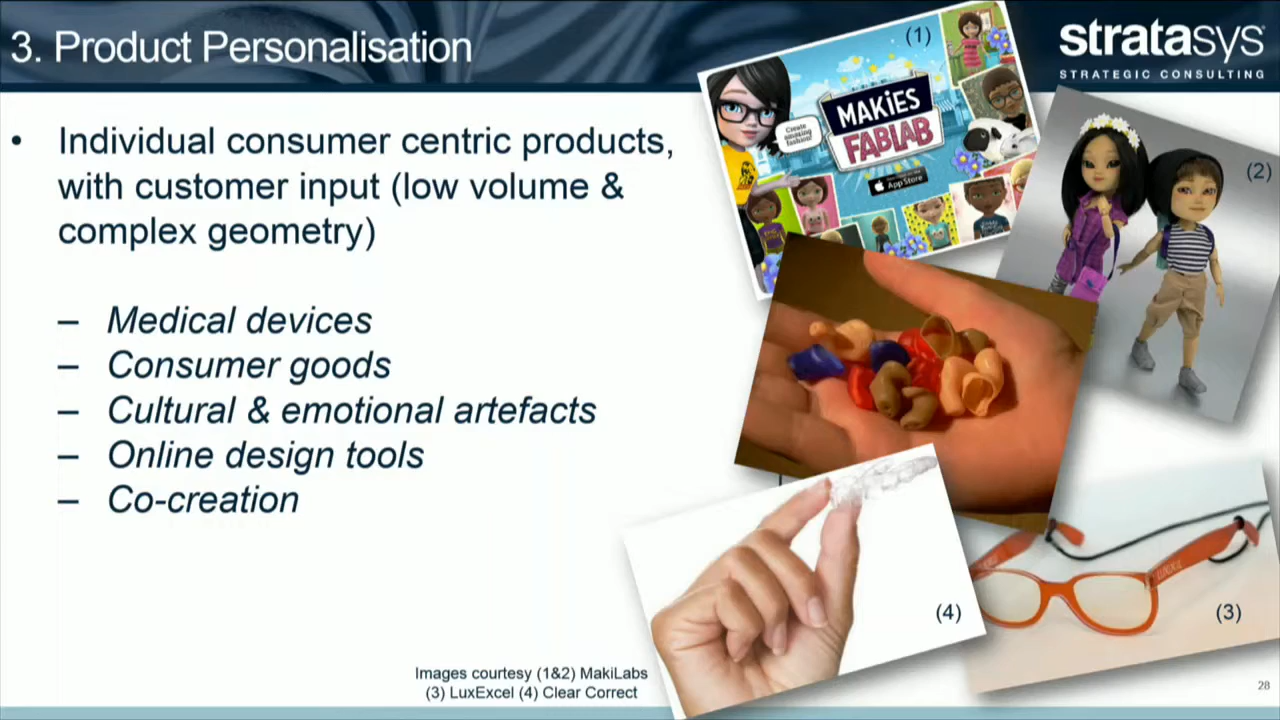 3. Product Personalisation
stratasys
STRATEGIC CONSULTING
• Individual consumer centric products,
with customer input (low volume &
complex geometry)
– Medical devices
– Consumer goods
– Cultural & emotional artefacts
– Online design tools
– Co-creation
(1)
MAKIES
FABLAB
Create
amazing
fashion!
App Store
(2)
(4)
(3)
Images courtesy (1&2) MakiLabs
(3) LuxExcel (4) Clear Correct
28